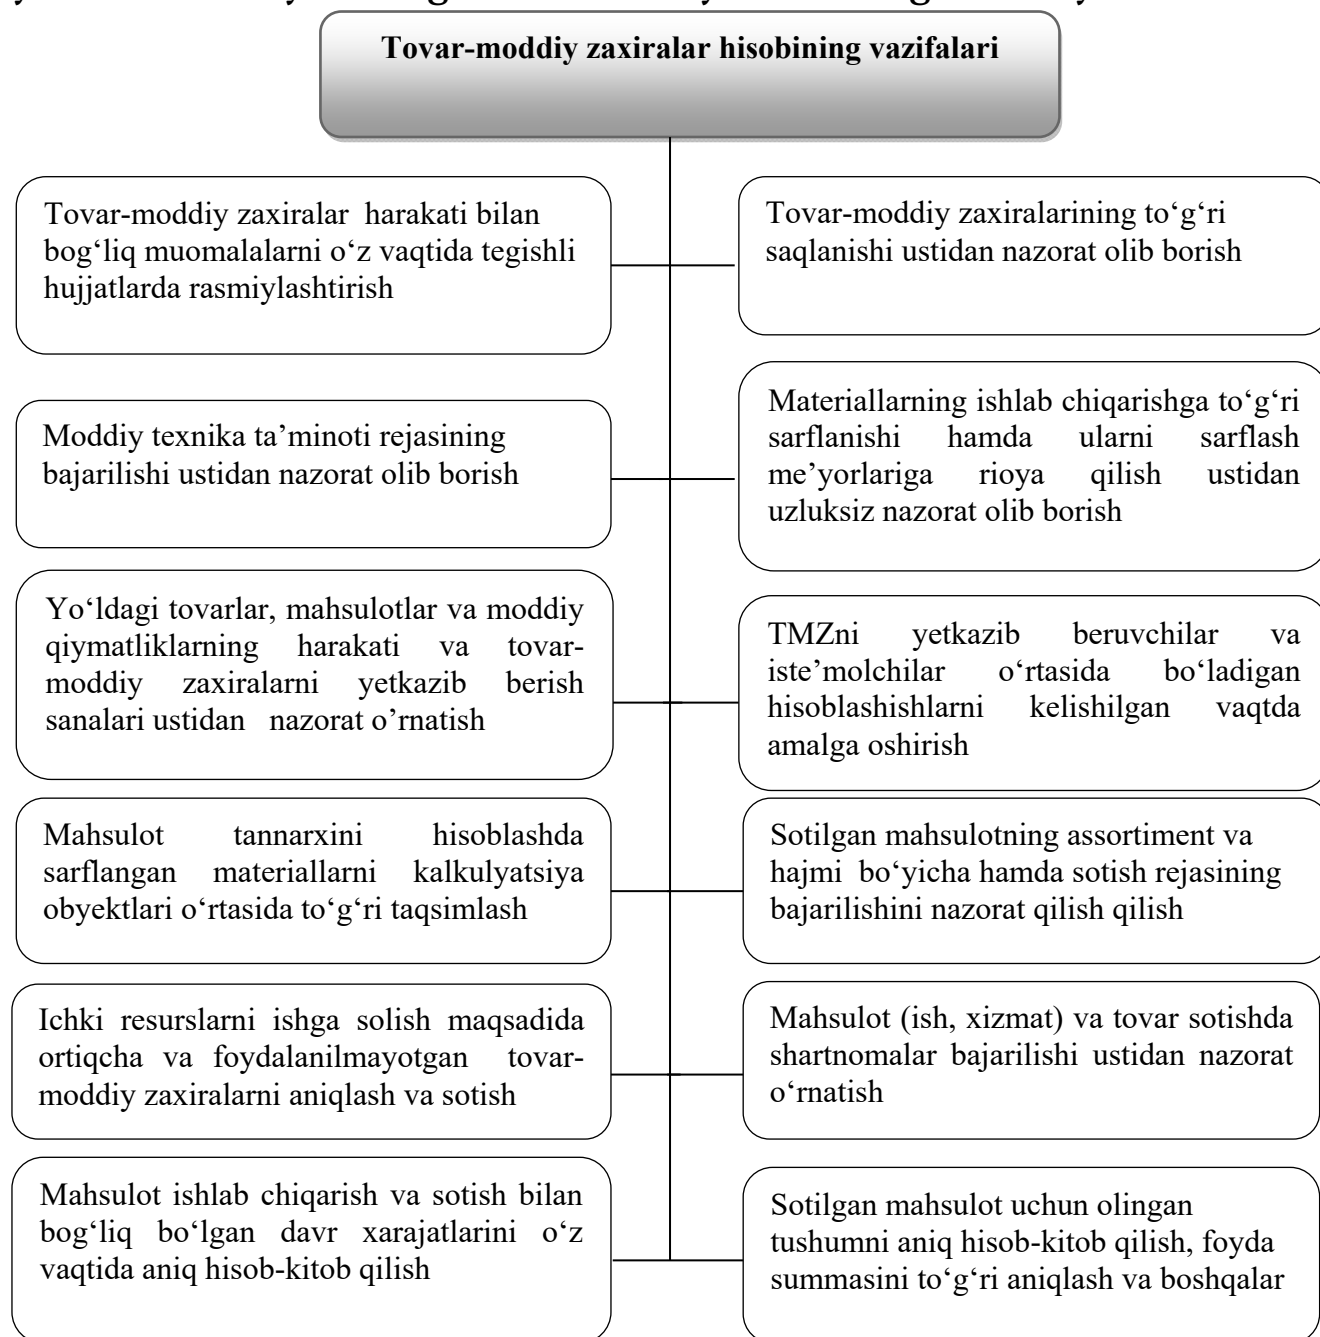 Tovar-moddiy zaxiralar hisobining vazifalari
Tovar-moddiy zaxiralar harakati bilan
bog‘liq muomalalarni o‘z vaqtida tegishli
hujjatlarda rasmiylashtirish
Tovar-moddiy zaxiralarining to‘g‘ri
saqlanishi ustidan nazorat olib borish
Moddiy texnika ta’minoti rejasining
bajarilishi ustidan nazorat olib borish
Materiallarning ishlab chiqarishga to‘g‘ri
sarflanishi hamda ularni sarflash
me’yorlariga rioya qilish ustidan
uzluksiz nazorat olib borish
Yo‘ldagi tovarlar, mahsulotlar va moddiy
qiymatliklarning harakati va tovar-
moddiy zaxiralarni yetkazib berish
sanalari ustidan nazorat o’rnatish
TMZni yetkazib beruvchilar va
iste’molchilar o‘rtasida bo‘ladigan
hisoblashishlarni kelishilgan vaqtda
amalga oshirish
Mahsulot tannarxini hisoblashda
sarflangan materiallarni kalkulyatsiya
obyektlari o‘rtasida to‘g‘ri taqsimlash
Sotilgan mahsulotning assortiment va
hajmi bo‘yicha hamda sotish rejasining
bajarilishini nazorat qilish qilish
Ichki resurslarni ishga solish maqsadida
ortiqcha va foydalanilmayotgan tovar-
moddiy zaxiralarni aniqlash va sotish
Mahsulot (ish, xizmat) va tovar sotishda
shartnomalar bajarilishi ustidan nazorat
o‘rnatish
Mahsulot ishlab chiqarish va sotish bilan
bog‘liq bo‘lgan davr xarajatlarini o‘z
vaqtida aniq hisob-kitob qilish
Sotilgan mahsulot uchun olingan
tushumni aniq hisob-kitob qilish, foyda
summasini to‘g‘ri aniqlash va boshqalar